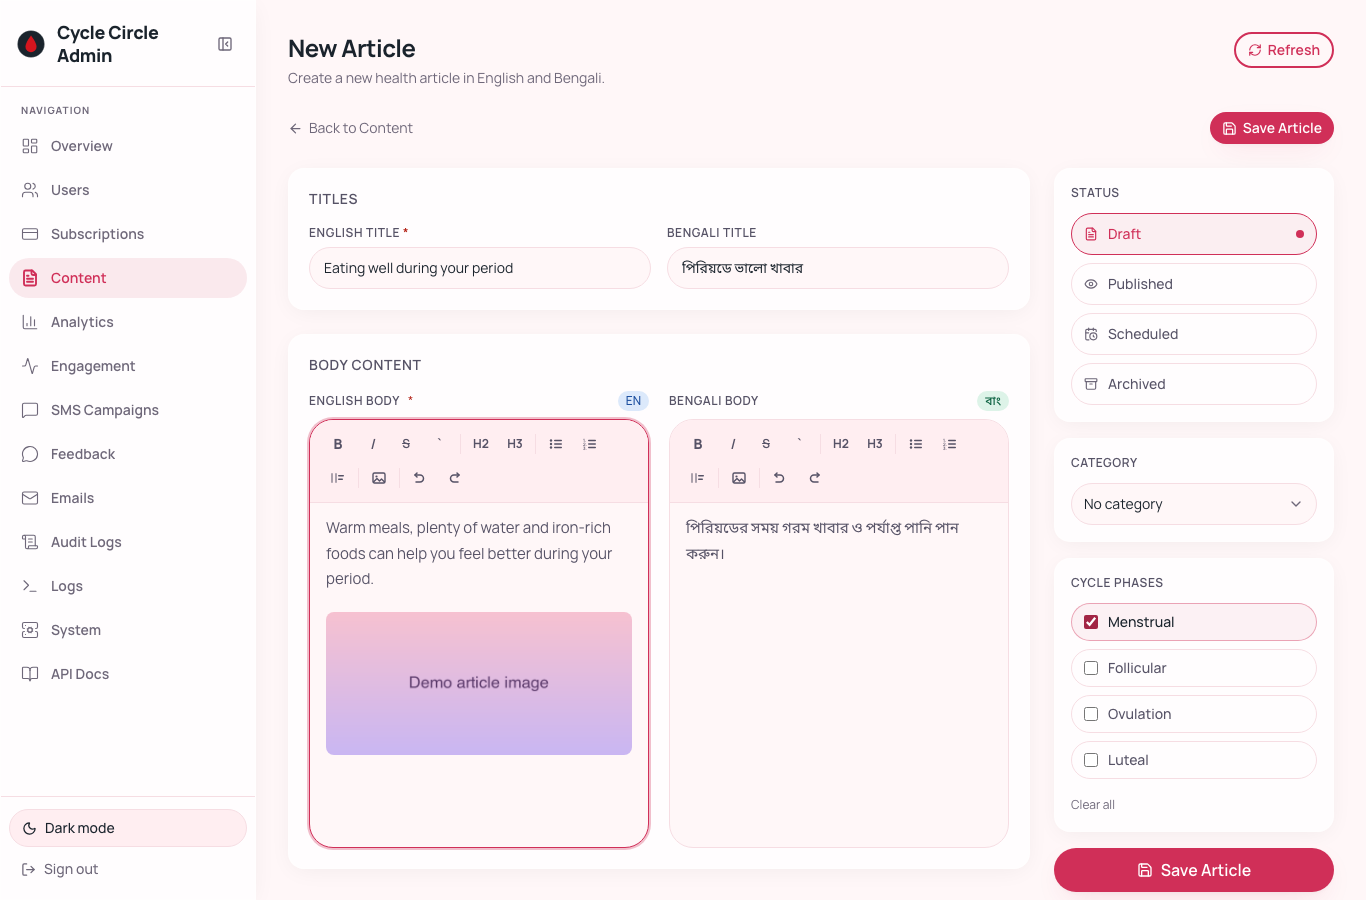 Cycle Circle
Admin
NAVIGATION
Overview
Users
Subscriptions
Content
Analytics
Engagement
SMS Campaigns
Feedback
Emails
Audit Logs
Logs
System
API Docs
Dark mode
Sign out
New Article
Create a new health article in English and Bengali.
Refresh
Back to Content
Save Article
TITLES
ENGLISH TITLE *
Eating well during your period
BENGALI TITLE
পিরিয়ডে ভালো খাবার
BODY CONTENT
ENGLISH BODY *
EN
B I S ` H2 H3
Warm meals, plenty of water and iron-rich
foods can help you feel better during your
period.
Demo article image
BENGALI BODY
বাং
B I S ` H2 H3
পিরিয়ডের সময় গরম খাবার ও পর্যাপ্ত পানি পান
করুন।
STATUS
Draft
Published
Scheduled
Archived
CATEGORY
No category
CYCLE PHASES
Menstrual
Follicular
Ovulation
Luteal
Clear all
Save Article